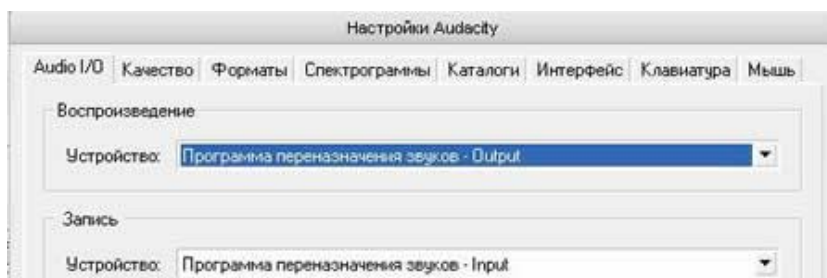 Настройки Audacity
Audio I/O Качество Форматы Спектрограммы Каталоги Интерфейс Клавиатура Мышь
Воспроизведение
Устройство: Программа переназначения звуков - Output
Запись
Устройство: Программа переназначения звуков - Input